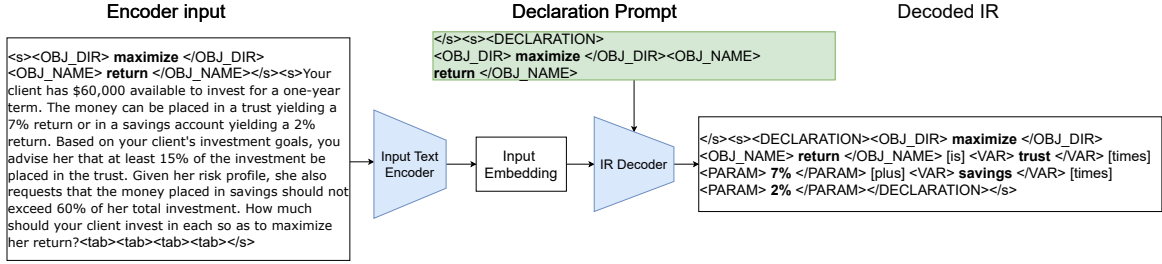 Encoder input
Declaration Prompt
Decoded IR
<s><OBJ_DIR> maximize </OBJ_DIR>
<OBJ_NAME> return </OBJ_NAME></s><s>Your
client has $60,000 available to invest for a one-year
term. The money can be placed in a trust yielding a
7% return or in a savings account yielding a 2%
return. Based on your client's investment goals, you
advise her that at least 15% of the investment be
placed in the trust. Given her risk profile, she also
requests that the money placed in savings should not
exceed 60% of her total investment. How much
should your client invest in each so as to maximize
her return?<tab><tab><tab><tab></s>
</s><s><DECLARATION>
<OBJ_DIR> maximize </OBJ_DIR><OBJ_NAME>
return </OBJ_NAME>
Input Text
Encoder
Input
Embedding
IR Decoder
</s><s><DECLARATION><OBJ_DIR> maximize </OBJ_DIR>
<OBJ_NAME> return </OBJ_NAME> [is] <VAR> trust </VAR> [times]
<PARAM> 7% </PARAM> [plus] <VAR> savings </VAR> [times]
<PARAM> 2% </PARAM></DECLARATION></s>